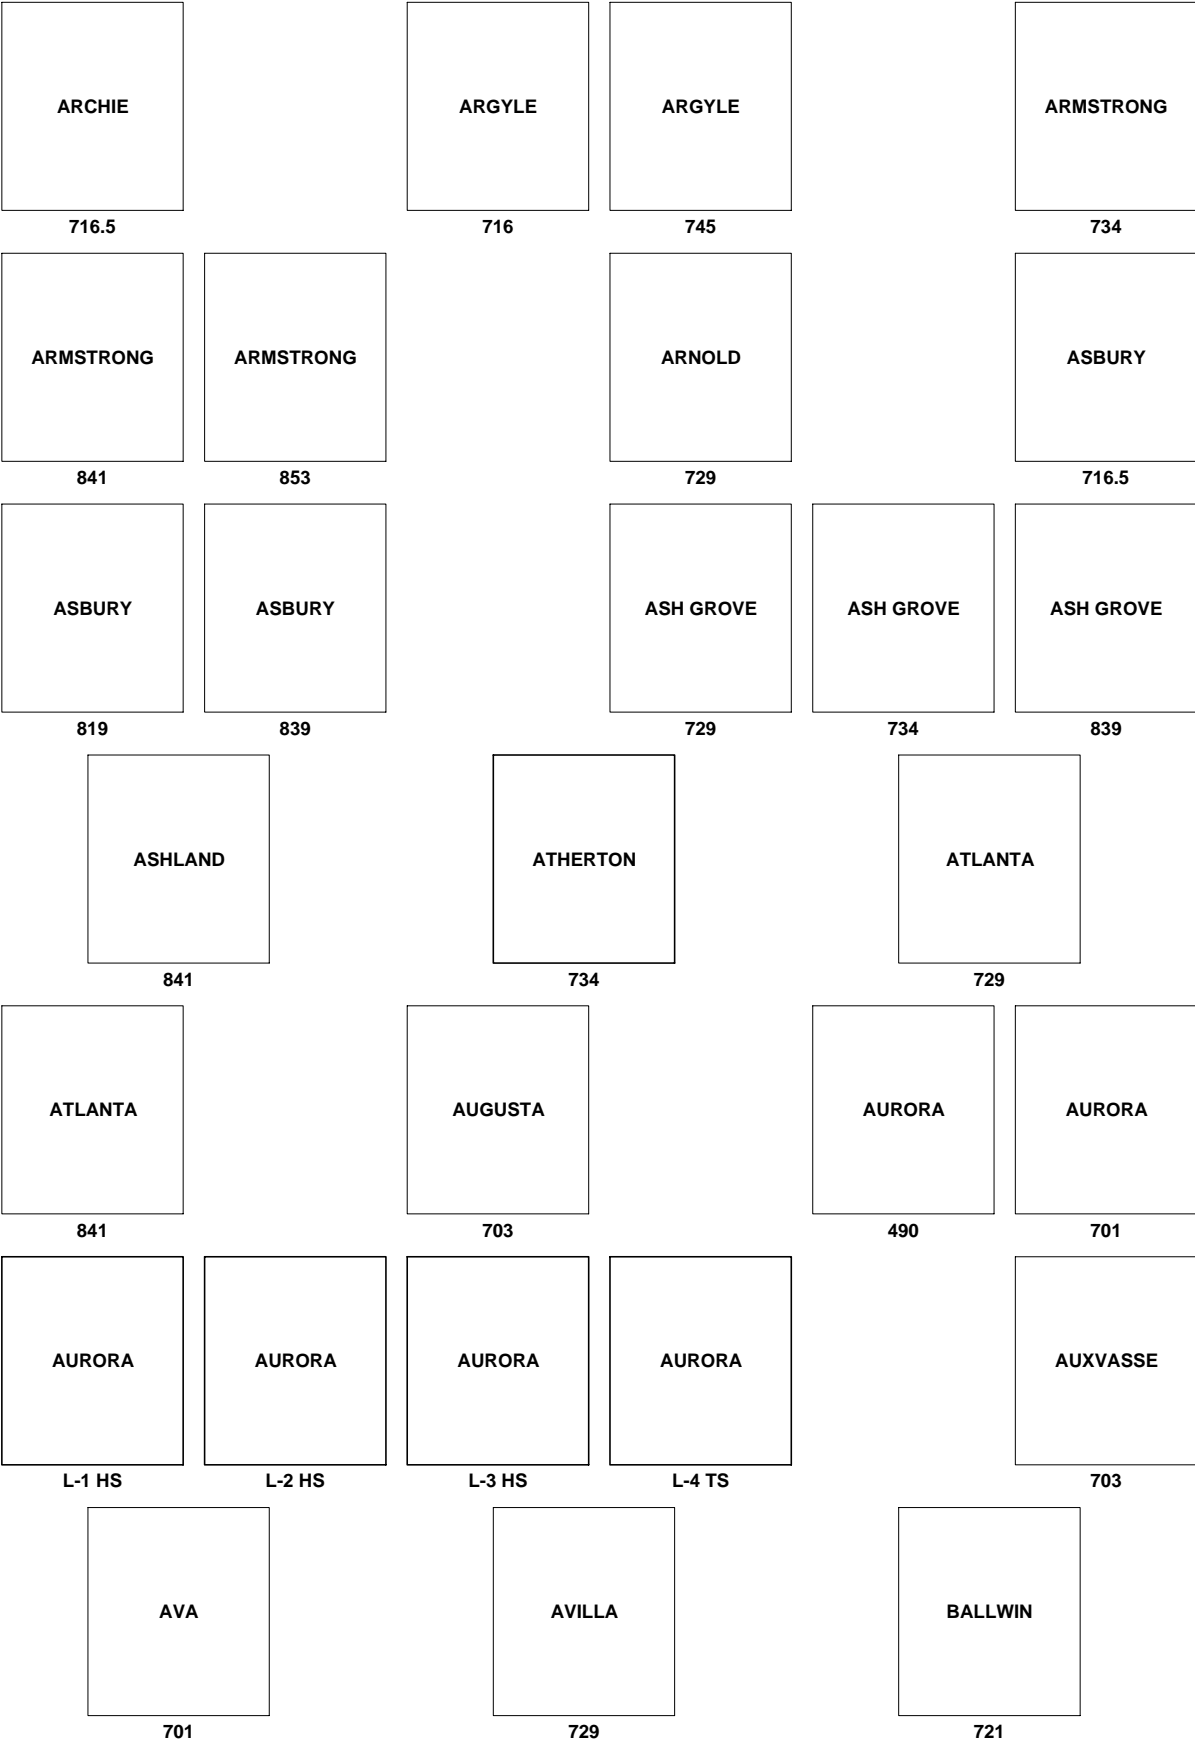 ARCHIE ARGYLE ARGYLE ARMSTRONG
716.5 716 745 734
ARMSTRONG ARMSTRONG ARNOLD ASBURY
841 853 729 716.5
ASBURY ASBURY ASH GROVE ASH GROVE ASH GROVE
819 839 729 734 839
ASHLAND ATHERTON ATLANTA
841 734 729
ATLANTA AUGUSTA AURORA AURORA
841 703 490 701
AURORA AURORA AURORA AURORA AUXVASSE
L-1 HS L-2 HS L-3 HS L-4 TS 703
AVA AVILLA BALLWIN
701 729 721